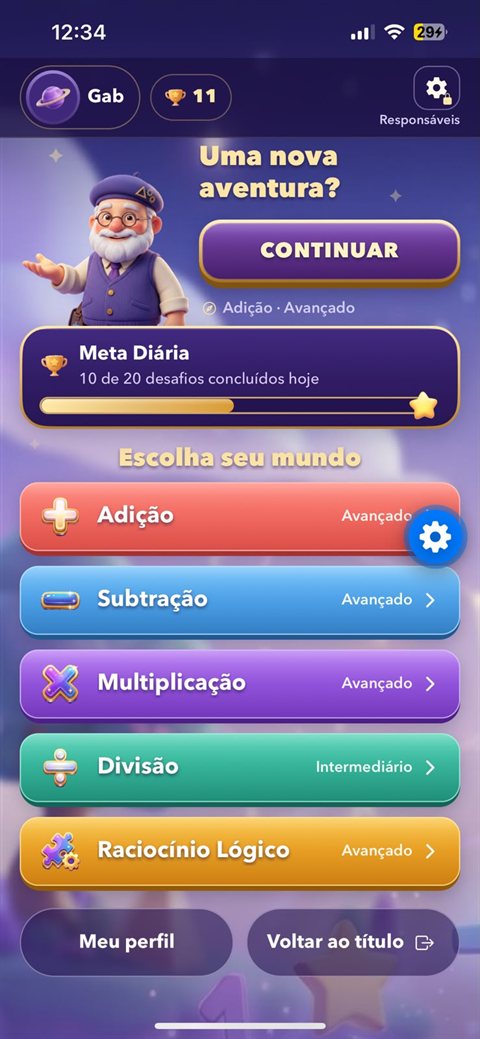 12:34
29
Gab
11
Responsáveis
Uma nova
aventura?
CONTINUAR
Adição · Avançado
Meta Diária
10 de 20 desafios concluídos hoje
Escolha seu mundo
Adição
Avançado
Subtração
Avançado
Multiplicação
Avançado
Divisão
Intermediário
Raciocínio Lógico
Avançado
Meu perfil
Voltar ao título